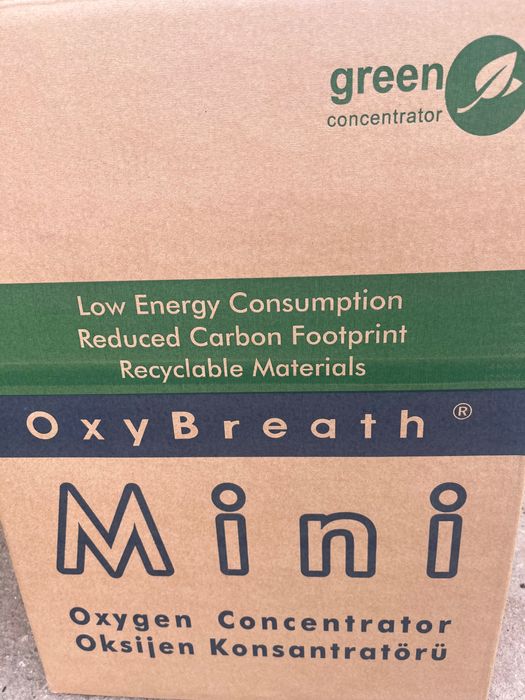 green
concentrator
Low Energy Consumption
Reduced Carbon Footprint
Recyclable Materials
OxyBreath ®
Mini
Oxygen Concentrator
Oksijen Konsantratörü